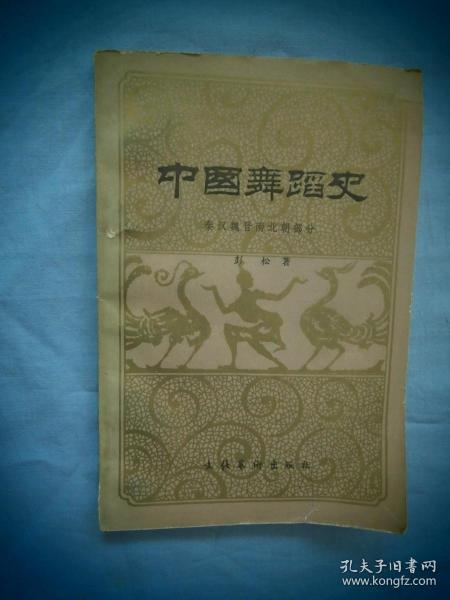 中国舞蹈史
秦汉魏晋南北朝部分
彭松著
文化艺术出版社
孔夫子旧书网
www.kongfz.com